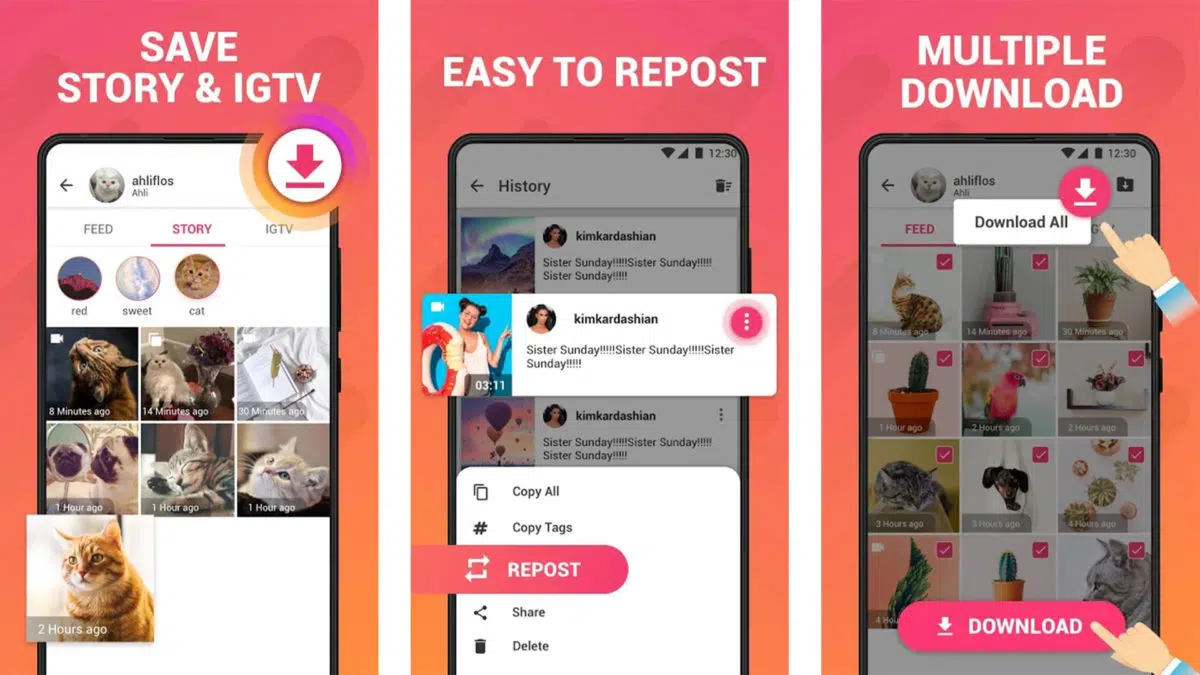 SAVE
STORY & IGTV
ahliflos
Ahli
FEED
STORY
IGTV
red
sweet
cat
8 Minutes ago
14 Minutes ago
30 Minutes ago
1 Hour ago
1 Hour ago
1 Hour ago
2 Hours ago
EASY TO REPOST
12:30
History
kimkardashian
Sister Sunday!!!!!Sister Sunday!!!!!
Sister Sunday!!!!!
kimkardashian
Sister Sunday!!!!!Sister Sunday!!!!!Sister
Sunday!!!!!
03:11
kimkardashian
Sister Sunday!!!!!Sister Sunday!!!!!
Sister Sunday!!!!!
Copy All
Copy Tags
REPOST
Share
Delete
MULTIPLE
DOWNLOAD
12:30
ahliflos
Ahli
Download All
FEED
8 Minutes ago
14 Minutes ago
30 Minutes ago
1 Hour ago
2 Hours ago
2 Hours ago
3 Hours ago
3 Hours ago
4 Hours ago
DOWNLOAD